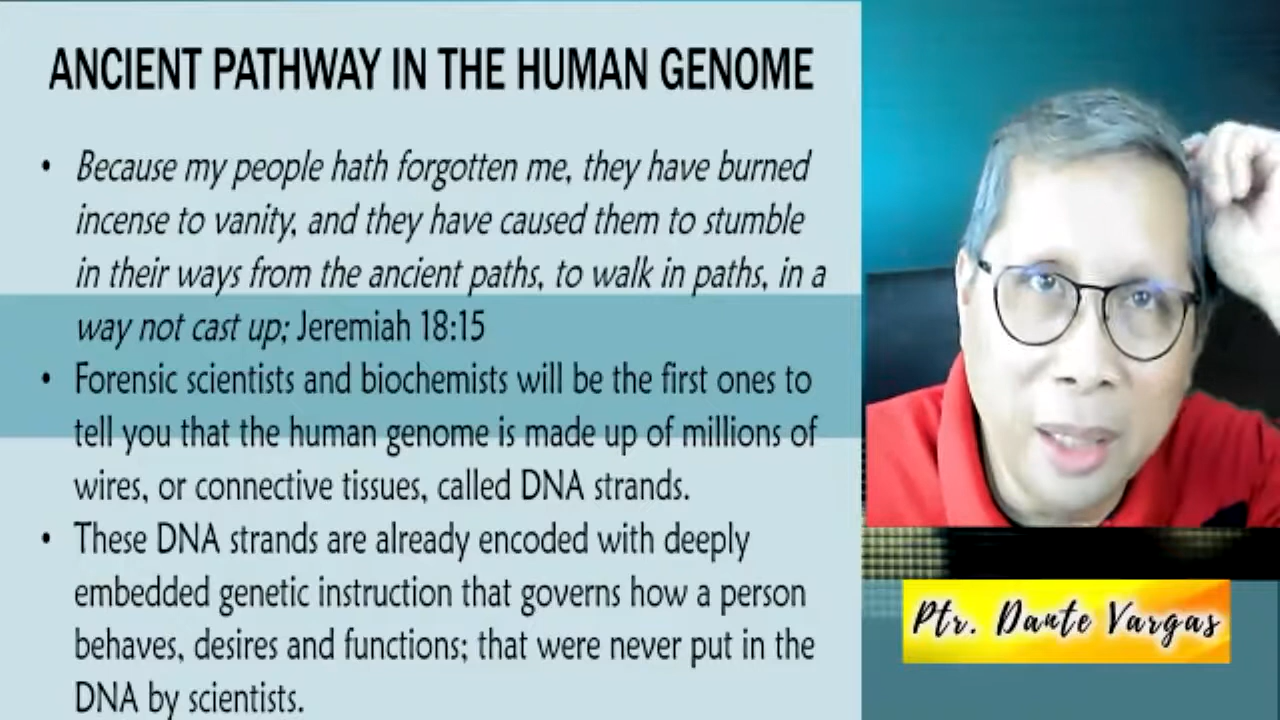 ANCIENT PATHWAY IN THE HUMAN GENOME
• Because my people hath forgotten me, they have burned
incense to vanity, and they have caused them to stumble
in their ways from the ancient paths, to walk in paths, in a
way not cast up; Jeremiah 18:15
• Forensic scientists and biochemists will be the first ones to
tell you that the human genome is made up of millions of
wires, or connective tissues, called DNA strands.
• These DNA strands are already encoded with deeply
embedded genetic instruction that governs how a person
behaves, desires and functions; that were never put in the
DNA by scientists.
Ptr. Dante Vargas